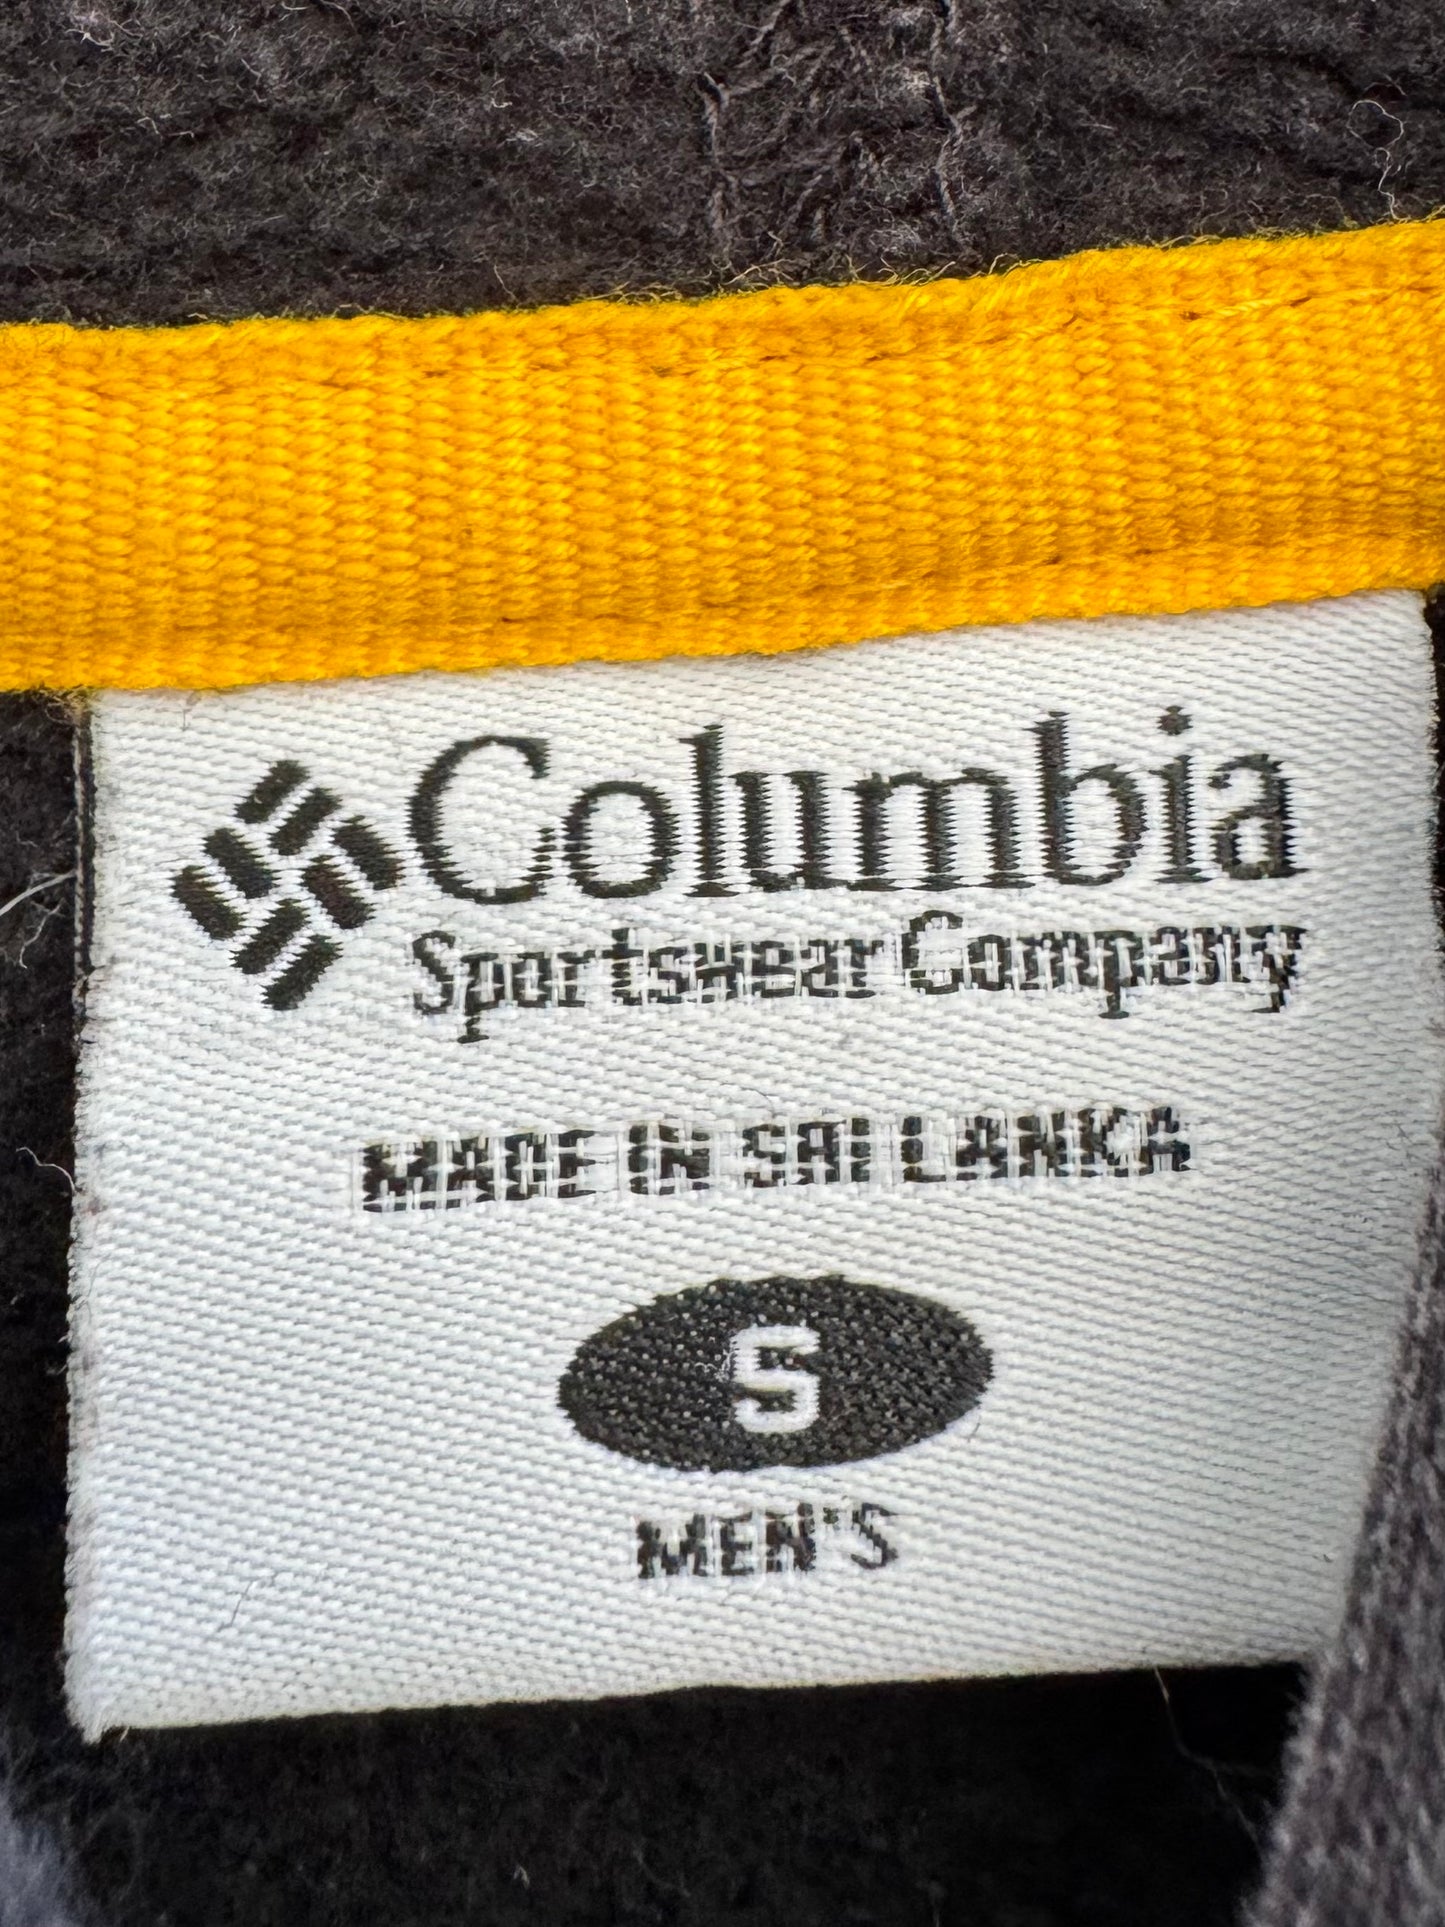 Columbia
Sportswear Company
MADE IN SRI LANKA
S
MEN'S